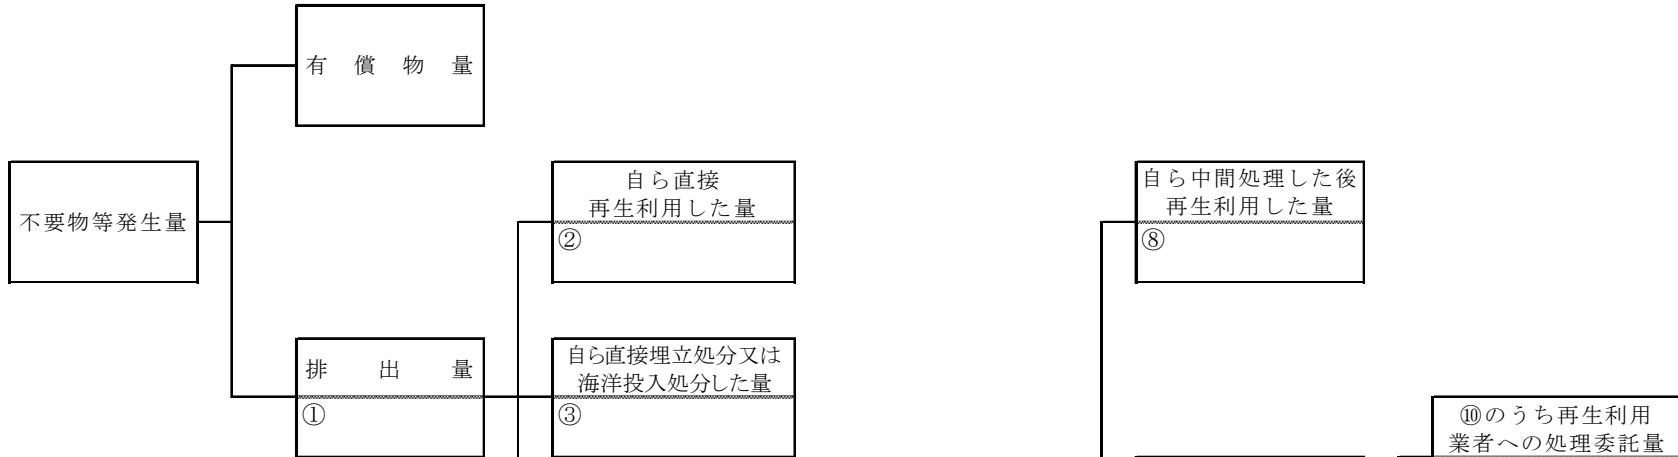 有償物量
不要物等発生量
自ら直接
再生利用した量
②
自ら中間処理した後
再生利用した量
⑧
排出量
①
自ら直接埋立処分又は
海洋投入処分した量
③
⑩のうち再生利用
業者への処理委託量